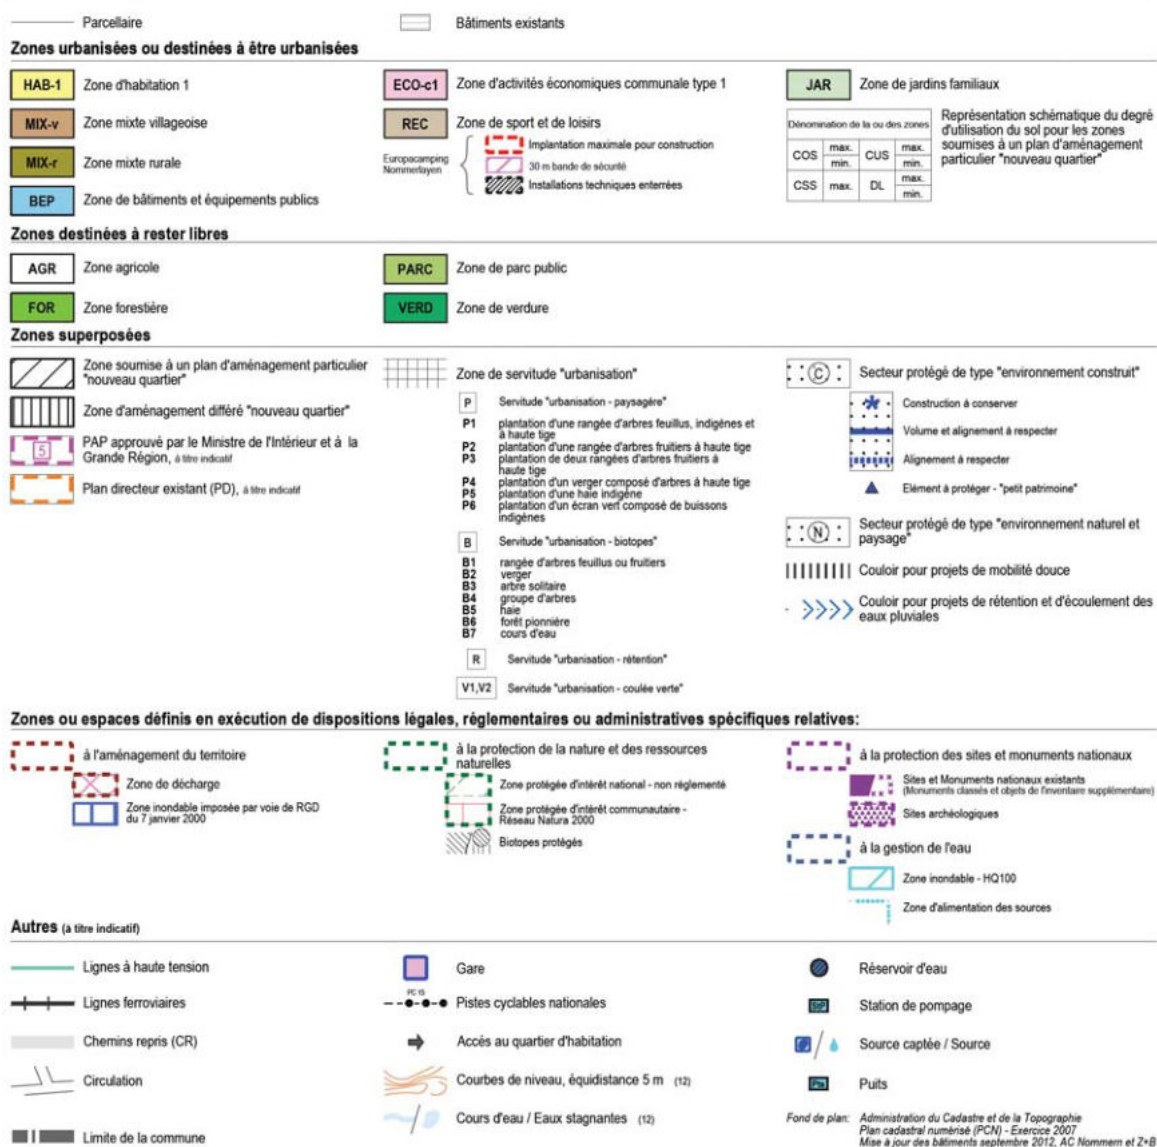 Parcellaire
Bâtiments existants
Zones urbanisées ou destinées à être urbanisées
HAB-1 Zone d'habitation 1
MIX-v Zone mixte villageoise
MIX-r Zone mixte rurale
BEP Zone de bâtiments et équipements publics
ECO-c1 Zone d'activités économiques communale type 1
REC Zone de sport et de loisirs
Europacamping
Nommerlayen
Implantation maximale pour construction
30 m bande de sécurité
Installations techniques enterrées
JAR Zone de jardins familiaux
Dénomination de la ou des zones
COS max. CUS max.
min. min.
CSS max. DL max.
min.
Représentation schématique du degré
d'utilisation du sol pour les zones
soumises à un plan d'aménagement
particulier "nouveau quartier"
Zones destinées à rester libres
AGR Zone agricole
FOR Zone forestière
PARC Zone de parc public
VERD Zone de verdure
Zones superposées
Zone soumise à un plan d'aménagement particulier
"nouveau quartier"
Zone d'aménagement différé "nouveau quartier"
5 PAP approuvé par le Ministre de l'Intérieur et à la
Grande Région, à titre indicatif
Plan directeur existant (PD), à titre indicatif
Zone de servitude "urbanisation"
P Servitude "urbanisation - paysagère"
P1 plantation d'une rangée d'arbres feuillus, indigènes et
à haute tige
P2 plantation d'une rangée d'arbres fruitiers à haute tige
P3 plantation de deux rangées d'arbres fruitiers à
haute tige
P4 plantation d'un verger composé d'arbres à haute tige
P5 plantation d'une haie indigène
P6 plantation d'un écran vert composé de buissons
indigènes
B Servitude "urbanisation - biotopes"
B1 rangée d'arbres feuillus ou fruitiers
B2 verger
B3 arbre solitaire
B4 groupe d'arbres
B5 haie
B6 forêt pionnière
B7 cours d'eau
R Servitude "urbanisation - rétention"
V1,V2 Servitude "urbanisation - coulée verte"
C Secteur protégé de type "environnement construit"
Construction à conserver
Volume et alignement à respecter
Alignement à respecter
Elément à protéger - "petit patrimoine"
N Secteur protégé de type "environnement naturel et
paysage"
Couloir pour projets de mobilité douce
Couloir pour projets de rétention et d'écoulement des
eaux pluviales
Zones ou espaces définis en exécution de dispositions légales, réglementaires ou administratives spécifiques relatives:
à l'aménagement du territoire
Zone de décharge
Zone inondable imposée par voie de RGD
du 7 janvier 2000
à la protection de la nature et des ressources
naturelles
Zone protégée d'intérêt national - non réglementé
Zone protégée d'intérêt communautaire -
Réseau Natura 2000
Biotopes protégés
à la protection des sites et monuments nationaux
Sites et Monuments nationaux existants
(Monuments classés et objets de l'inventaire supplémentaire)
Sites archéologiques
à la gestion de l'eau
Zone inondable - HQ100
Zone d'alimentation des sources
Autres (à titre indicatif)
Lignes à haute tension
Lignes ferroviaires
Chemins repris (CR)
Circulation
Limite de la commune
Gare
PC 15
Pistes cyclables nationales
Accès au quartier d'habitation
Courbes de niveau, équidistance 5 m (12)
Cours d'eau / Eaux stagnantes (12)
Réservoir d'eau
StP Station de pompage
Source captée / Source
Pts Puits
Fond de plan: Administration du Cadastre et de la Topographie
Plan cadastral numérisé (PCN) - Exercice 2007
Mise à jour des bâtiments septembre 2012, AC Nommern et Z+B